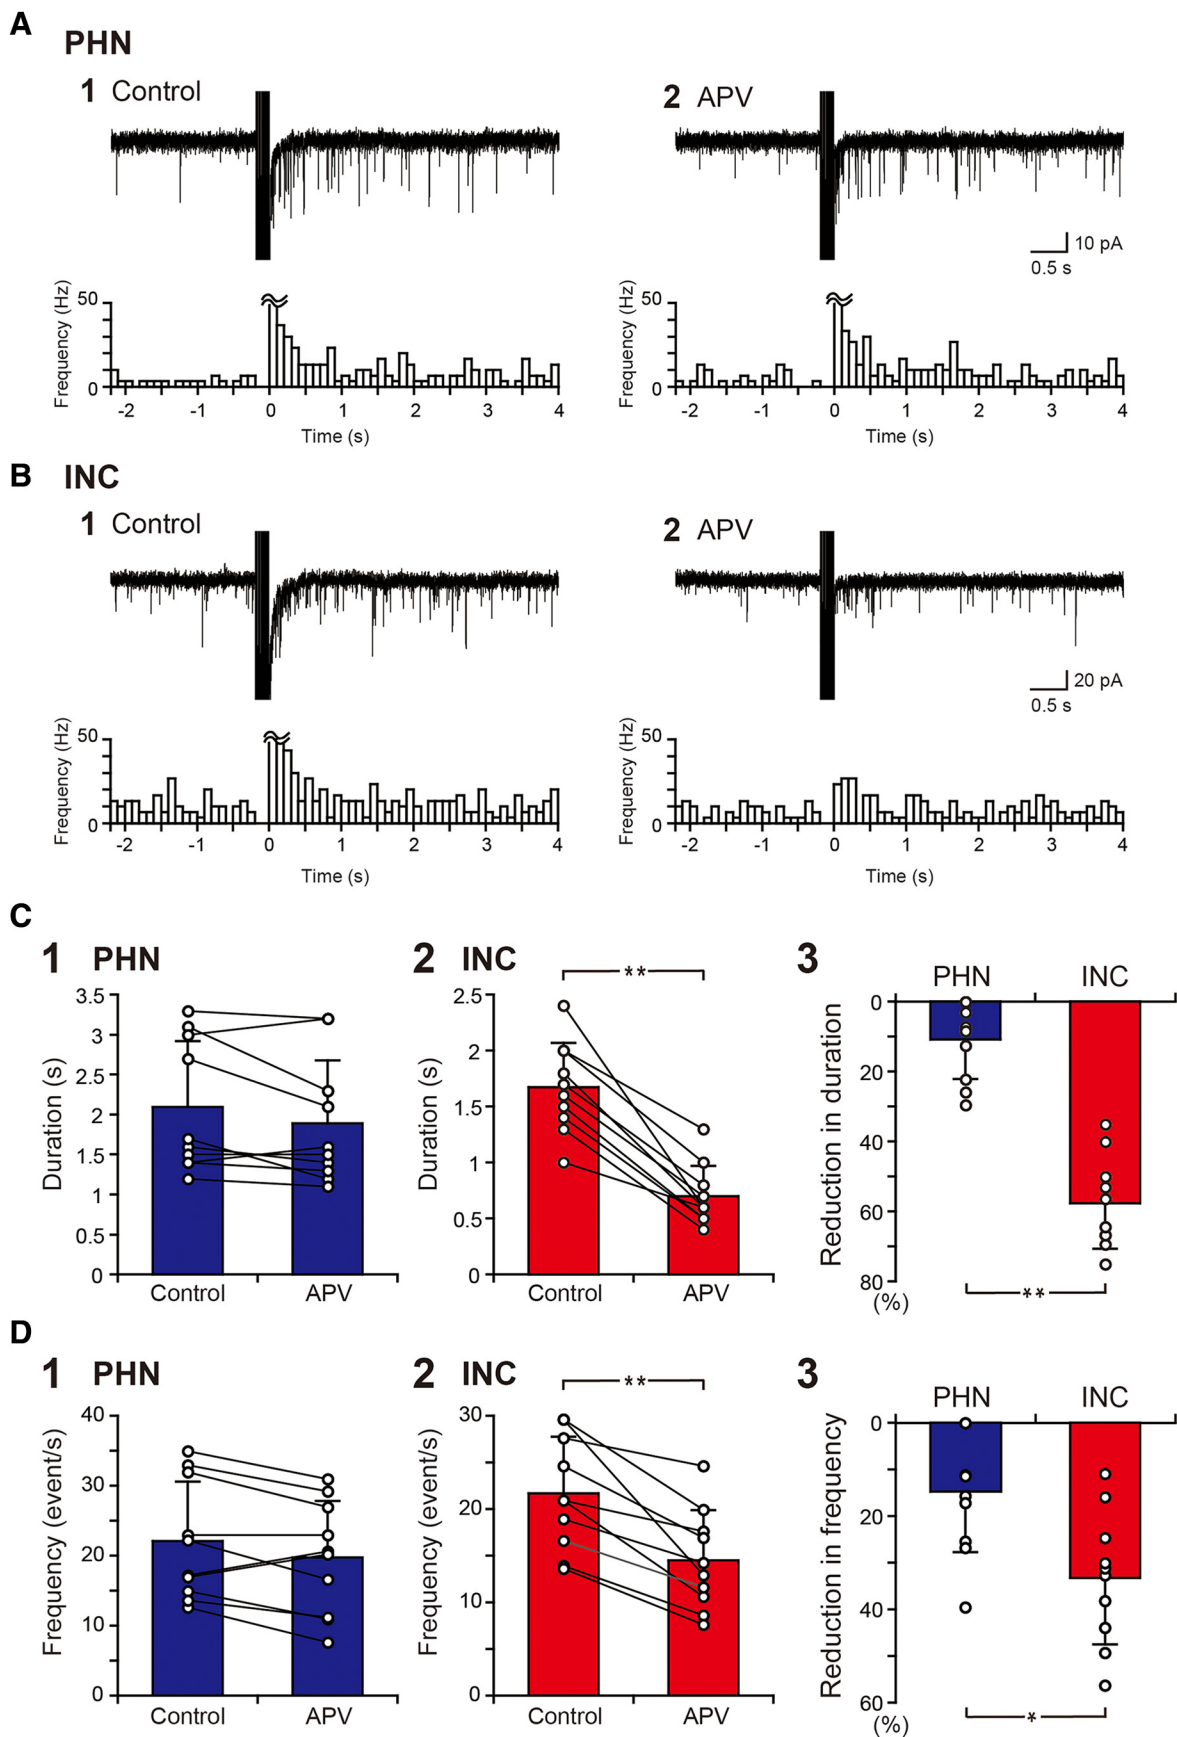 A
PHN
1 Control
2 APV
10 pA
0.5 s
Frequency (Hz)
50
0
-2 -1 0 1 2 3 4
Time (s)
Frequency (Hz)
50
0
-2 -1 0 1 2 3 4
Time (s)
B
INC
1 Control
2 APV
20 pA
0.5 s
Frequency (Hz)
50
0
-2 -1 0 1 2 3 4
Time (s)
Frequency (Hz)
50
0
-2 -1 0 1 2 3 4
Time (s)
C
1 PHN
Duration (s)
3.5
3
2.5
2
1.5
1
0.5
0
Control APV
2 INC
**
Duration (s)
2.5
2
1.5
1
0.5
0
Control APV
3
PHN INC
Reduction in duration
0
20
40
60
80
(%)
**
D
1 PHN
Frequency (event/s)
40
30
20
10
0
Control APV
2 INC
**
Frequency (event/s)
30
20
10
0
Control APV
3
PHN INC
Reduction in frequency
0
20
40
60
(%)
*